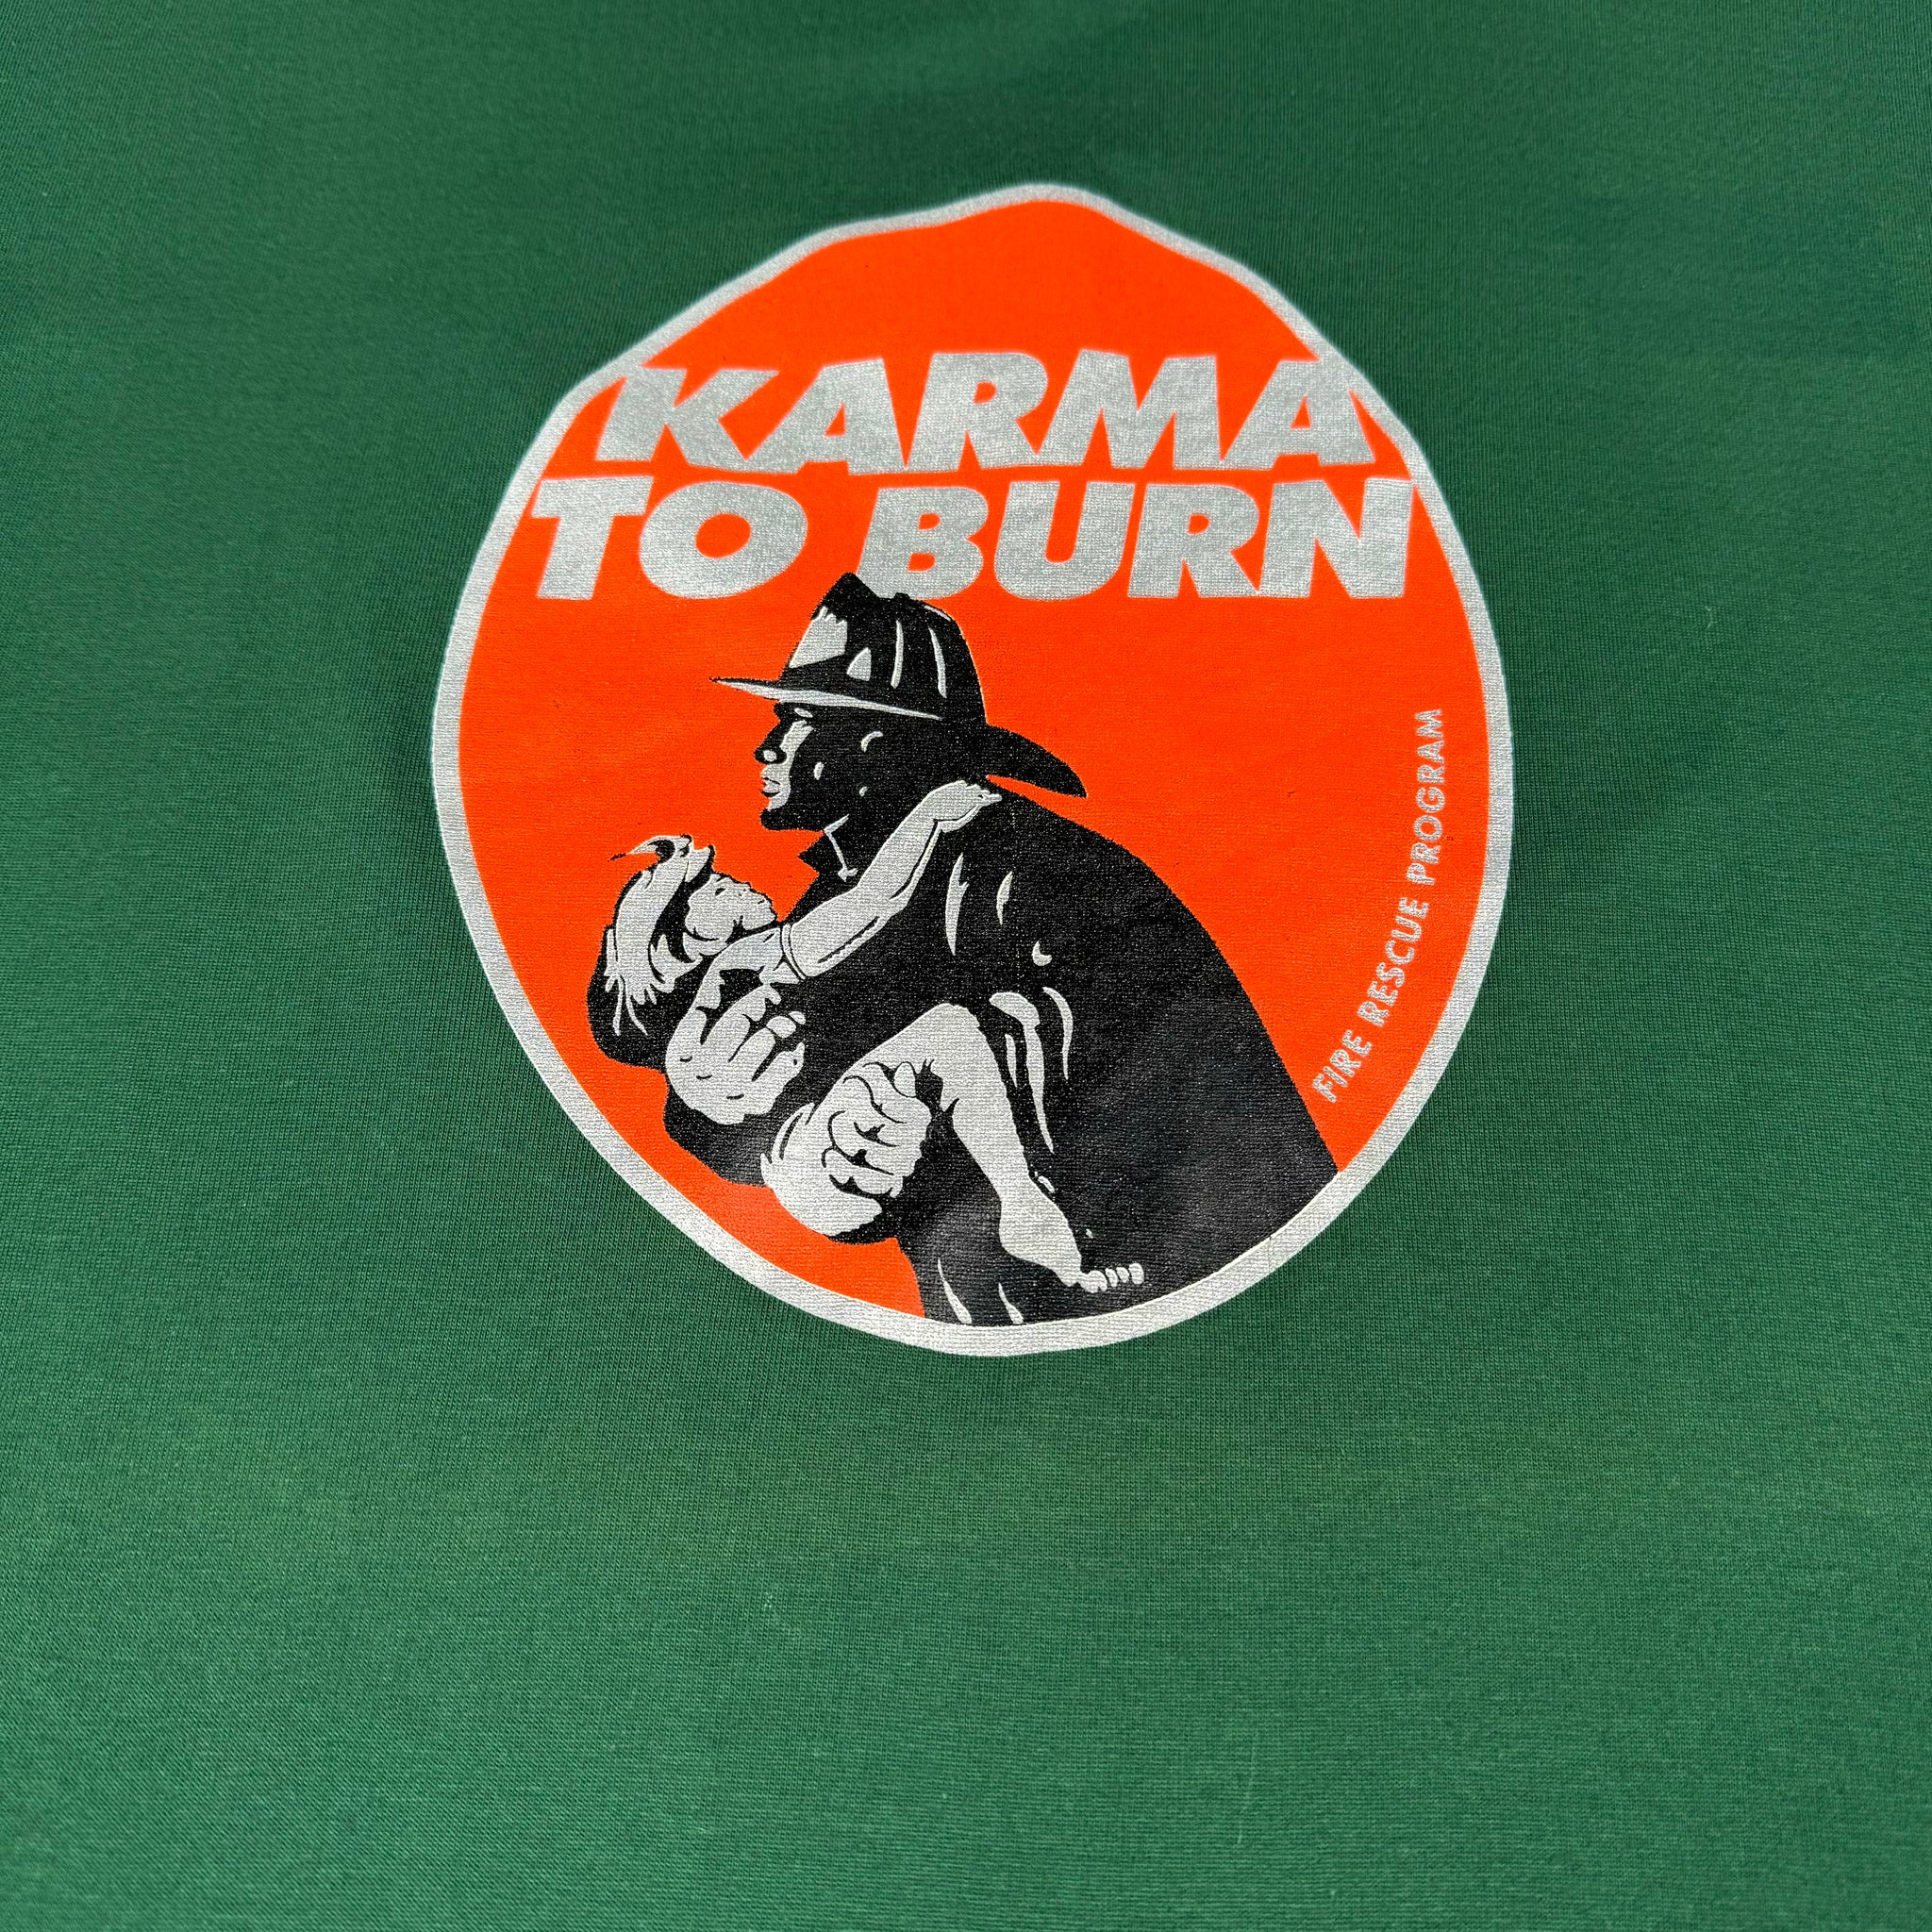 KARMA
TO BURN
FIRE RESCUE PROGRAM